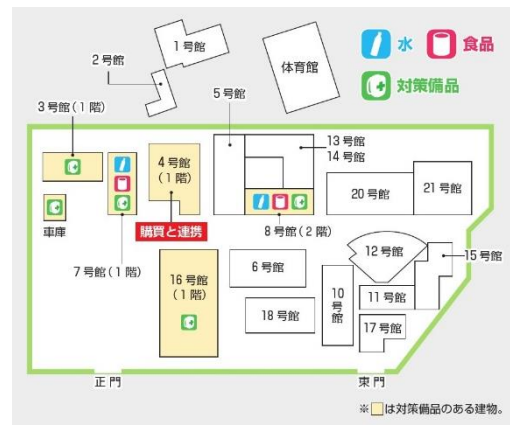 1号館
2号館
体育館
水
食品
対策備品
3号館(1階)
5号館
13号館
14号館
4号館
(1階)
20号館
21号館
車庫
購買と連携
8号館(2階)
7号館(1階)
12号館
15号館
16号館
(1階)
6号館
10号館
11号館
18号館
17号館
正門
東門
※□は対策備品のある建物。